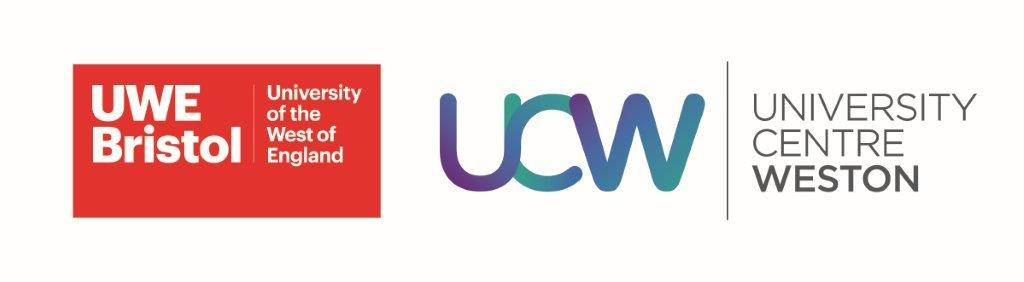 UWE
Bristol
University
of the
West of
England
UCW
UNIVERSITY
CENTRE
WESTON